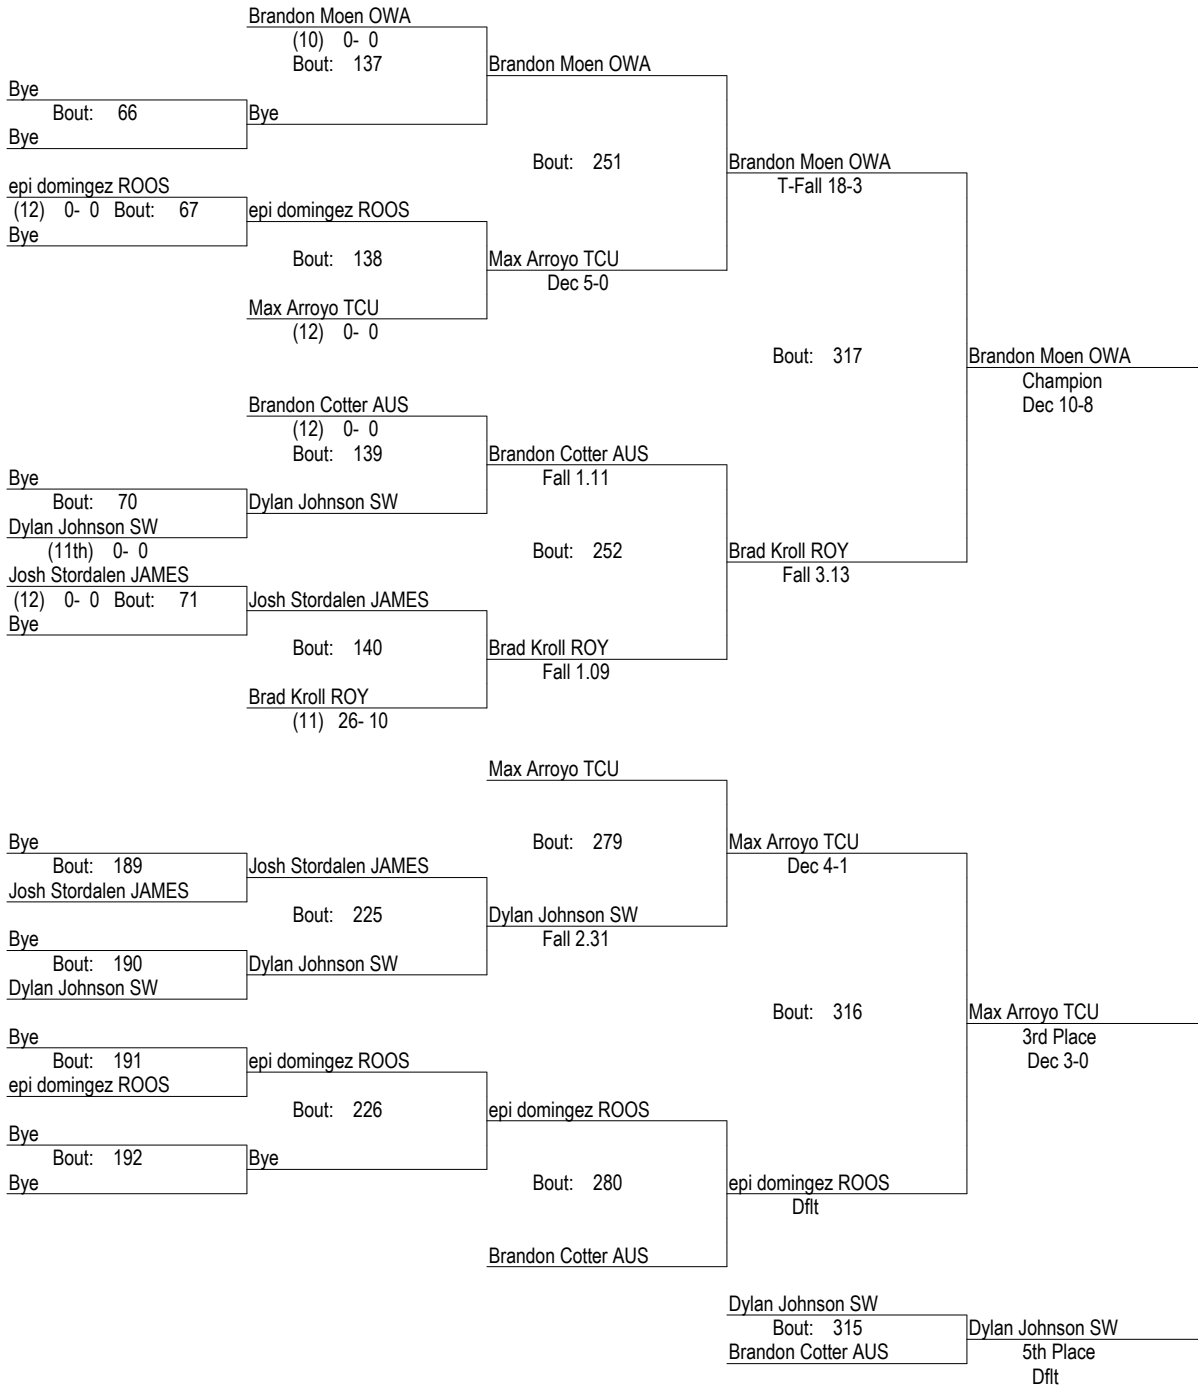 Brandon Moen OWA
(10) 0- 0
Bout: 137
Brandon Moen OWA
Bye
Bout: 66
Bye
Bye
Bout: 251
Brandon Moen OWA
T-Fall 18-3
epi domingez ROOS
(12) 0- 0 Bout: 67
epi domingez ROOS
Bye
Bout: 138
Max Arroyo TCU
Dec 5-0
Max Arroyo TCU
(12) 0- 0
Bout: 317
Brandon Moen OWA
Champion
Dec 10-8
Brandon Cotter AUS
(12) 0- 0
Bout: 139
Brandon Cotter AUS
Fall 1.11
Bye
Bout: 70
Dylan Johnson SW
Dylan Johnson SW
(11th) 0- 0
Bout: 252
Brad Kroll ROY
Fall 3.13
Josh Stordalen JAMES
(12) 0- 0 Bout: 71
Josh Stordalen JAMES
Bye
Bout: 140
Brad Kroll ROY
Fall 1.09
Brad Kroll ROY
(11) 26- 10
Max Arroyo TCU
Bout: 279
Max Arroyo TCU
Dec 4-1
Bye
Bout: 189
Josh Stordalen JAMES
Josh Stordalen JAMES
Bout: 225
Dylan Johnson SW
Fall 2.31
Bye
Bout: 190
Dylan Johnson SW
Dylan Johnson SW
Bout: 316
Max Arroyo TCU
3rd Place
Dec 3-0
Bye
Bout: 191
epi domingez ROOS
epi domingez ROOS
Bout: 226
epi domingez ROOS
Bye
Bout: 192
Bye
Bye
Bout: 280
epi domingez ROOS
Dflt
Brandon Cotter AUS
Dylan Johnson SW
Bout: 315
Brandon Cotter AUS
Dylan Johnson SW
5th Place
Dflt